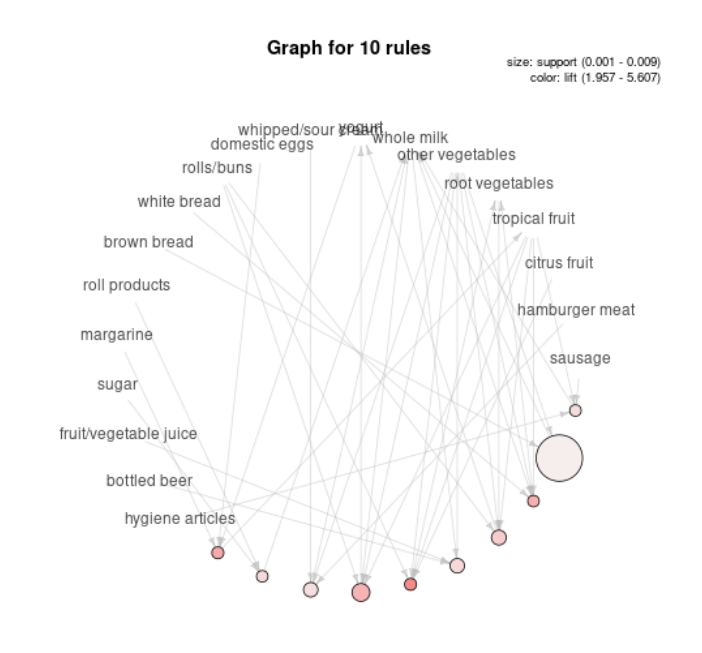 Graph for 10 rules
size: support (0.001 - 0.009)
color: lift (1.957 - 5.607)
yogurt
whipped/sour cream
whole milk
domestic eggs
other vegetables
rolls/buns
root vegetables
white bread
tropical fruit
brown bread
citrus fruit
roll products
hamburger meat
margarine
sausage
sugar
fruit/vegetable juice
bottled beer
hygiene articles